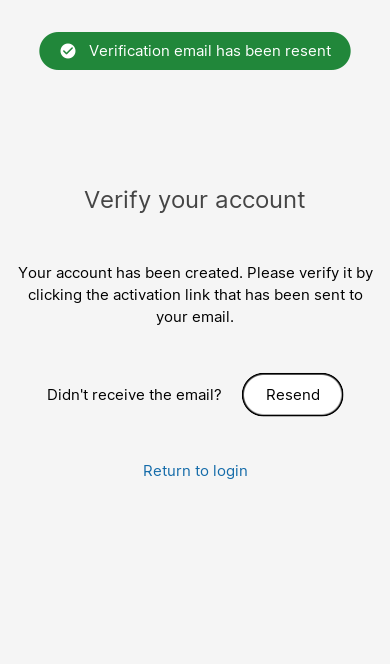 Verification email has been resent
Verify your account
Your account has been created. Please verify it by
clicking the activation link that has been sent to
your email.
Didn't receive the email? Resend
Return to login